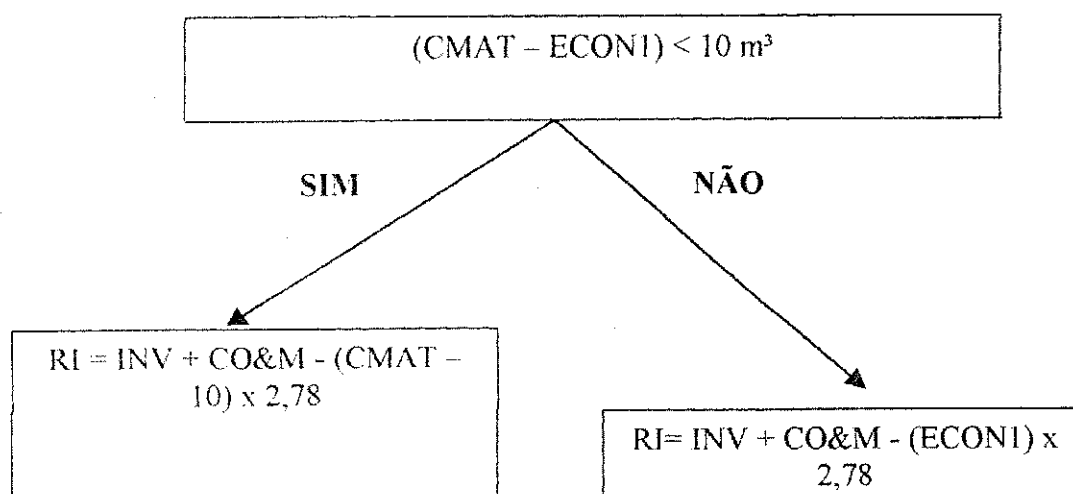 (CMAT – ECON1) < 10 m³
SIM
NÃO
RI = INV + CO&M - (CMAT –
10) x 2,78
RI= INV + CO&M - (ECON1) x
2,78